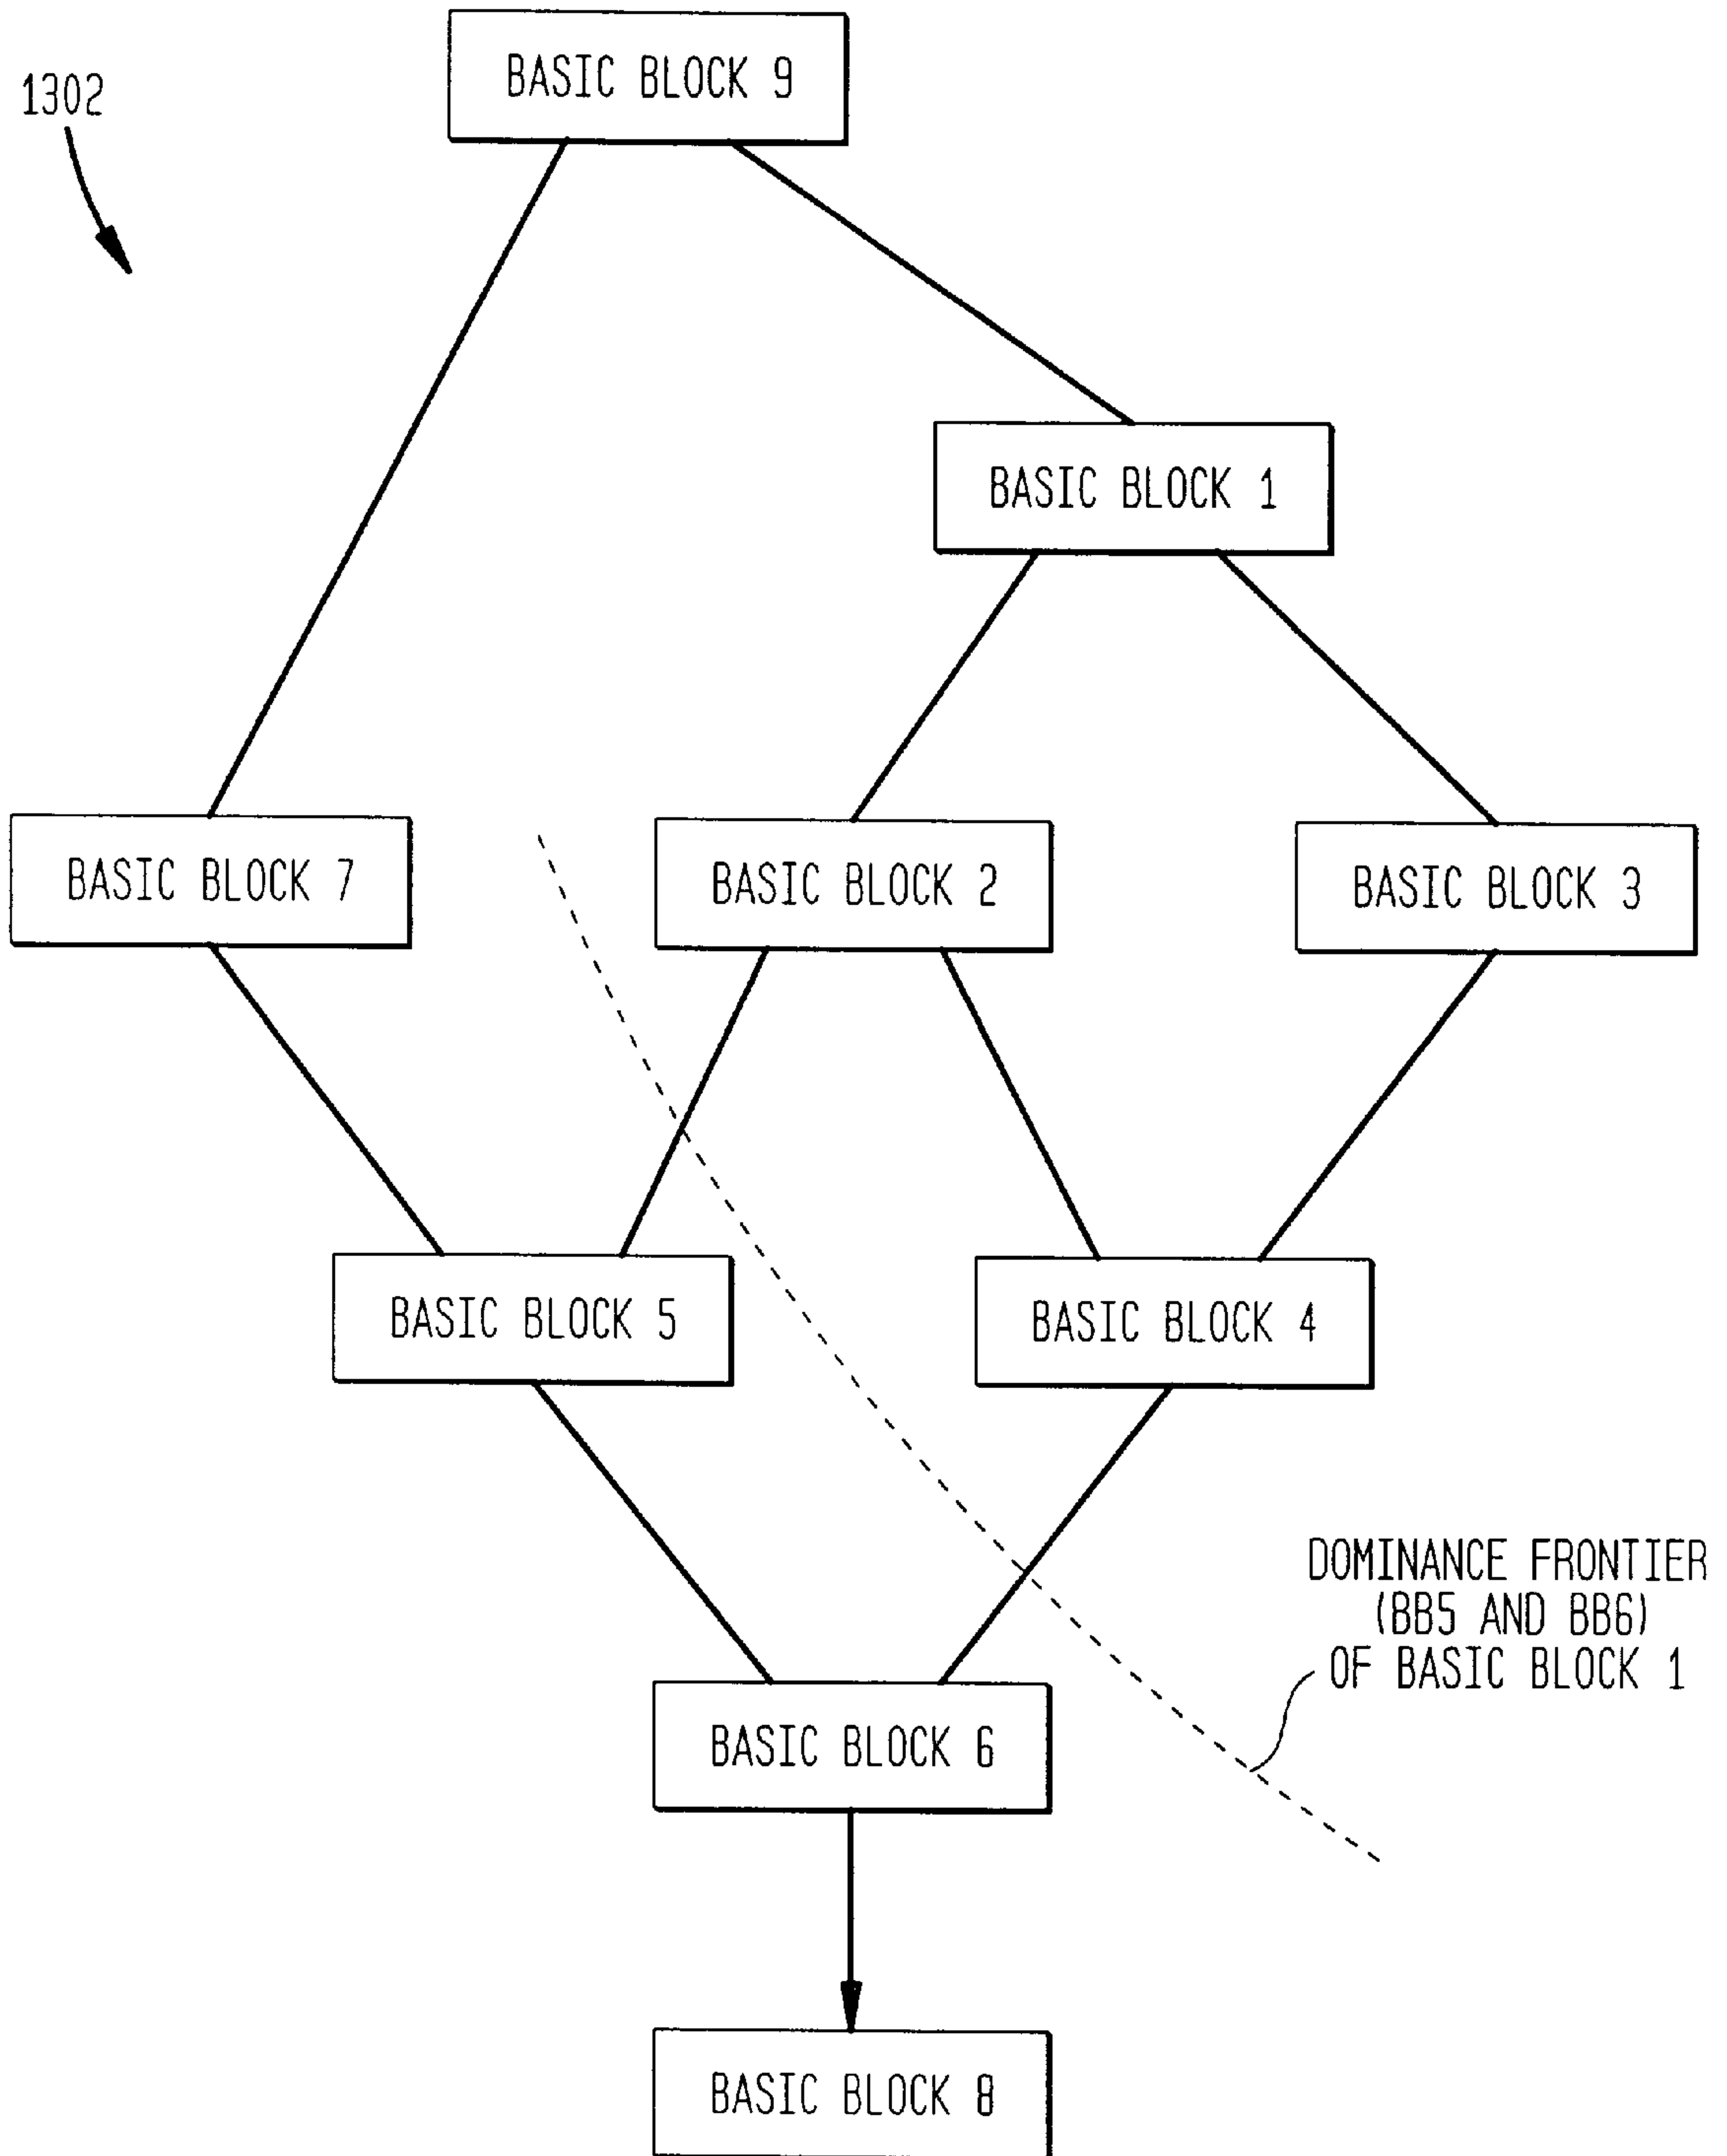 BASIC BLOCK 9
1302
BASIC BLOCK 1
BASIC BLOCK 7
BASIC BLOCK 2
BASIC BLOCK 3
BASIC BLOCK 5
BASIC BLOCK 4
DOMINANCE FRONTIER
(BB5 AND BB6)
OF BASIC BLOCK 1
BASIC BLOCK 6
BASIC BLOCK 8